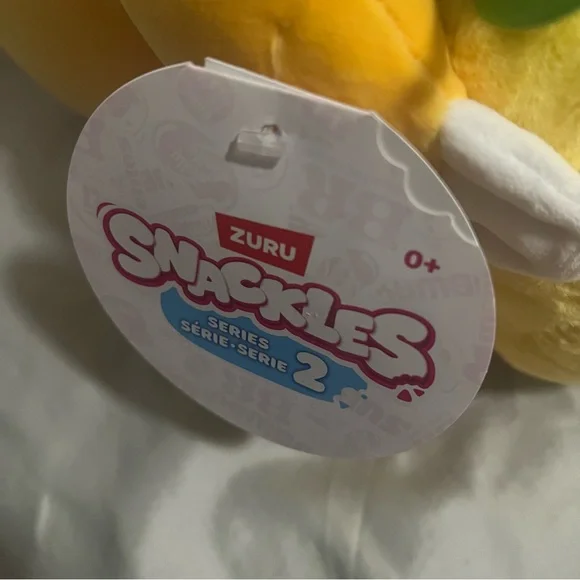 ZURU
0+
SNACKLES
SERIES
SÉRIE·SERIE 2